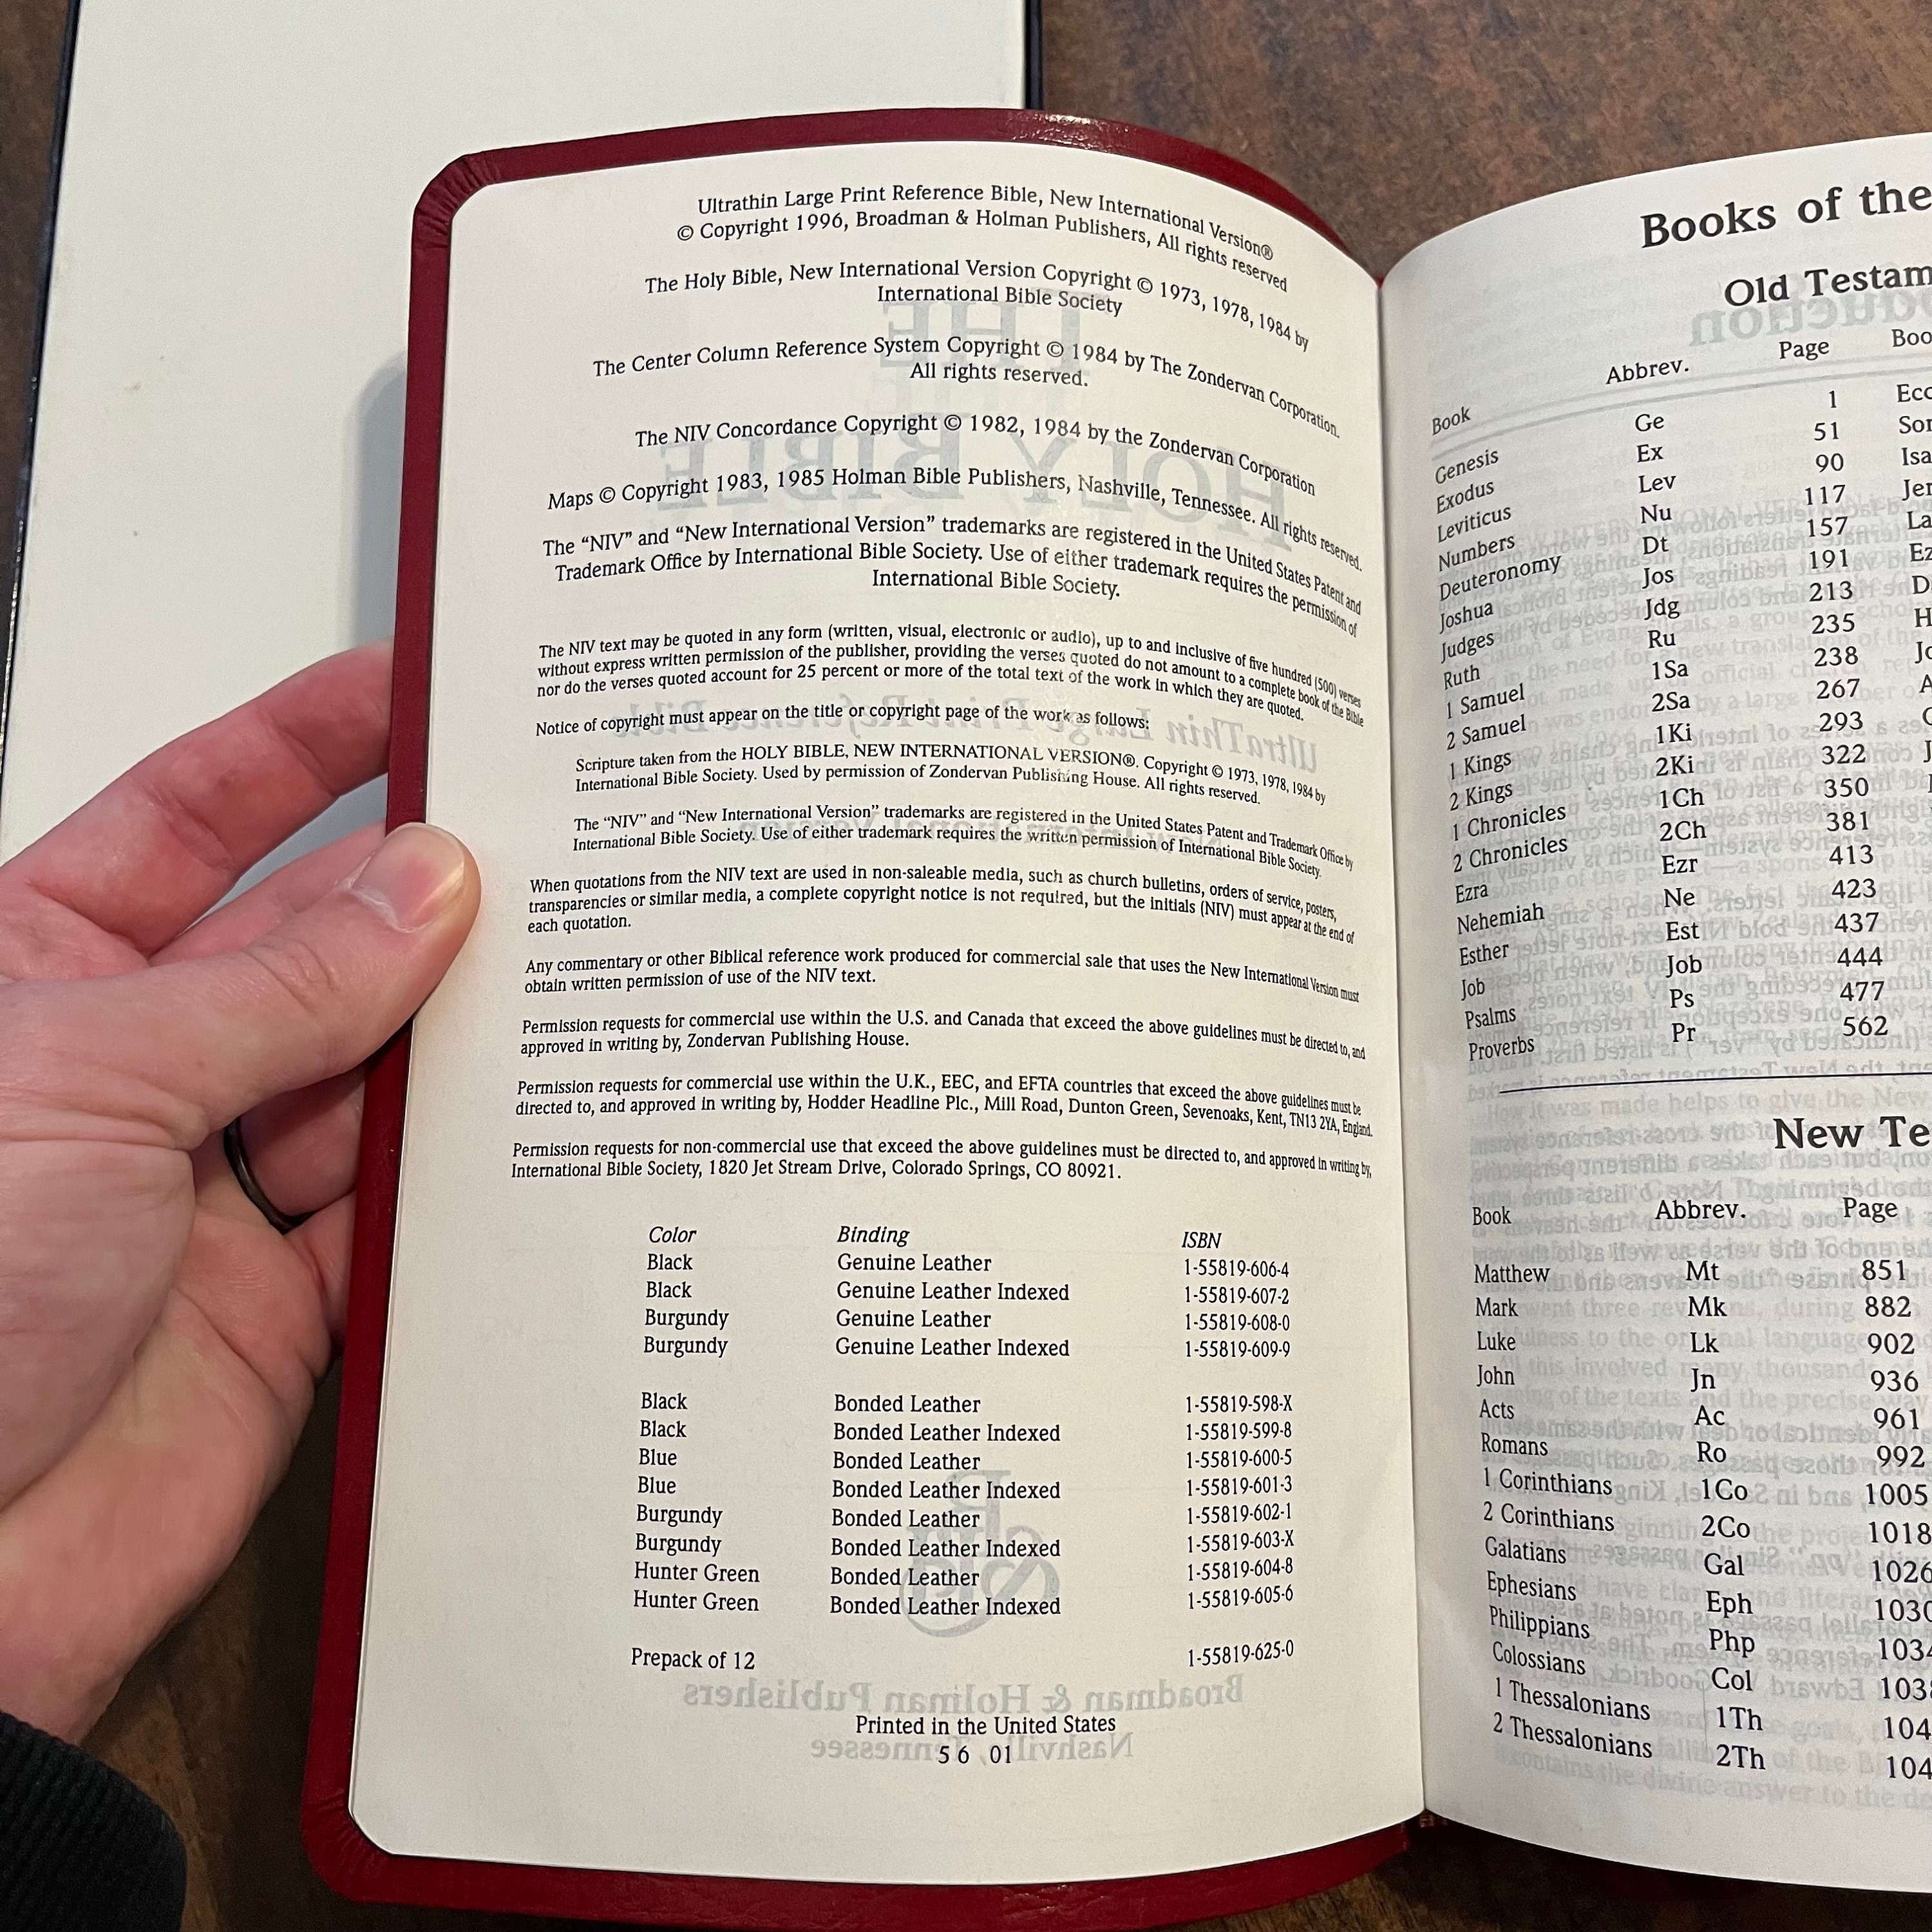 Ultrathin Large Print Reference Bible, New International Version®
© Copyright 1996, Broadman & Holman Publishers, All rights reserved
The Holy Bible, New International Version Copyright © 1973, 1978, 1984 by
International Bible Society
The Center Column Reference System Copyright © 1984 by The Zondervan Corporation.
All rights reserved.
The NIV Concordance Copyright © 1982, 1984 by the Zondervan Corporation
Maps © Copyright 1983, 1985 Holman Bible Publishers, Nashville, Tennessee. All rights reserved.
The “NIV” and “New International Version” trademarks are registered in the United States Patent and
Trademark Office by International Bible Society. Use of either trademark requires the permission of
International Bible Society.
The NIV text may be quoted in any form (written, visual, electronic or audio), up to and inclusive of five hundred (500) verses
without express written permission of the publisher, providing the verses quoted do not amount to a complete book of the Bible
nor do the verses quoted account for 25 percent or more of the total text of the work in which they are quoted.
Notice of copyright must appear on the title or copyright page of the work as follows:
Scripture taken from the HOLY BIBLE, NEW INTERNATIONAL VERSION®. Copyright © 1973, 1978, 1984 by
International Bible Society. Used by permission of Zondervan Publishing House. All rights reserved.
The “NIV” and “New International Version” trademarks are registered in the United States Patent and Trademark Office by
International Bible Society. Use of either trademark requires the written permission of International Bible Society.
When quotations from the NIV text are used in non-saleable media, such as church bulletins, orders of service, posters,
transparencies or similar media, a complete copyright notice is not required, but the initials (NIV) must appear at the end of
each quotation.
Any commentary or other Biblical reference work produced for commercial sale that uses the New International Version must
obtain written permission of use of the NIV text.
Permission requests for commercial use within the U.S. and Canada that exceed the above guidelines must be directed to, and
approved in writing by, Zondervan Publishing House.
Permission requests for commercial use within the U.K., EEC, and EFTA countries that exceed the above guidelines must be
directed to, and approved in writing by, Hodder Headline Plc., Mill Road, Dunton Green, Sevenoaks, Kent, TN13 2YA, England.
Permission requests for non-commercial use that exceed the above guidelines must be directed to, and approved in writing by,
International Bible Society, 1820 Jet Stream Drive, Colorado Springs, CO 80921.
Color Binding ISBN
Black Genuine Leather 1-55819-606-4
Black Genuine Leather Indexed 1-55819-607-2
Burgundy Genuine Leather 1-55819-608-0
Burgundy Genuine Leather Indexed 1-55819-609-9
Black Bonded Leather 1-55819-598-X
Black Bonded Leather Indexed 1-55819-599-8
Blue Bonded Leather 1-55819-600-5
Blue Bonded Leather Indexed 1-55819-601-3
Burgundy Bonded Leather 1-55819-602-1
Burgundy Bonded Leather Indexed 1-55819-603-X
Hunter Green Bonded Leather 1-55819-604-8
Hunter Green Bonded Leather Indexed 1-55819-605-6
Prepack of 12 1-55819-625-0
Printed in the United States
5 6 01
Books of the
Old Testam
Book Abbrev. Page Boo
Genesis Ge 1 Ecc
Exodus Ex 51 Son
Leviticus Lev 90 Isa
Numbers Nu 117 Jer
Deuteronomy Dt 157 La
Joshua Jos 191 Ez
Judges Jdg 213 D
Ruth Ru 235 H
1 Samuel 1Sa 238 Jo
2 Samuel 2Sa 267 A
1 Kings 1Ki 293
2 Kings 2Ki 322 J
1 Chronicles 1Ch 350
2 Chronicles 2Ch 381
Ezra Ezr 413
Nehemiah Ne 423
Esther Est 437
Job Job 444
Psalms Ps 477
Proverbs Pr 562
New Te
Book Abbrev. Page
Matthew Mt 851
Mark Mk 882
Luke Lk 902
John Jn 936
Acts Ac 961
Romans Ro 992
1 Corinthians 1Co 1005
2 Corinthians 2Co 1018
Galatians Gal 1026
Ephesians Eph 1030
Philippians Php 1034
Colossians Col 103
1 Thessalonians 1Th 104
2 Thessalonians 2Th 104